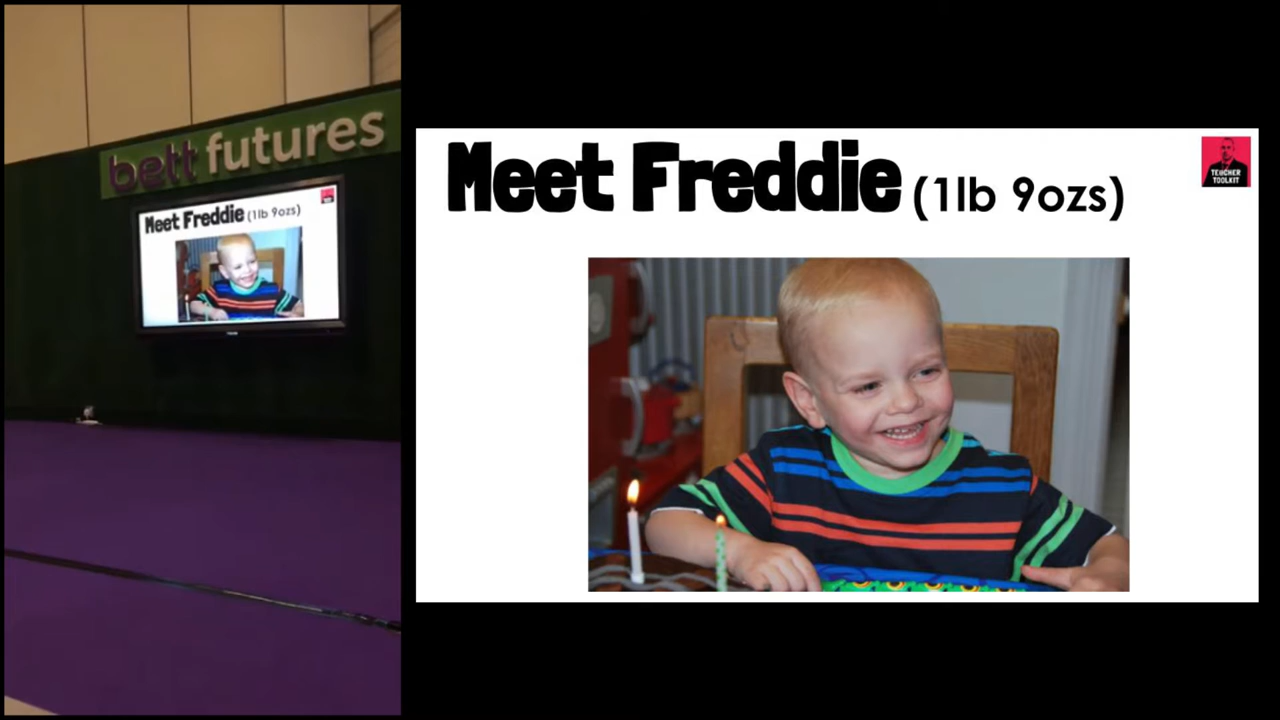 bett futures
Meet Freddie (1lb 9ozs)
Meet Freddie (1lb 9ozs)
TEACHER
TOOLKIT